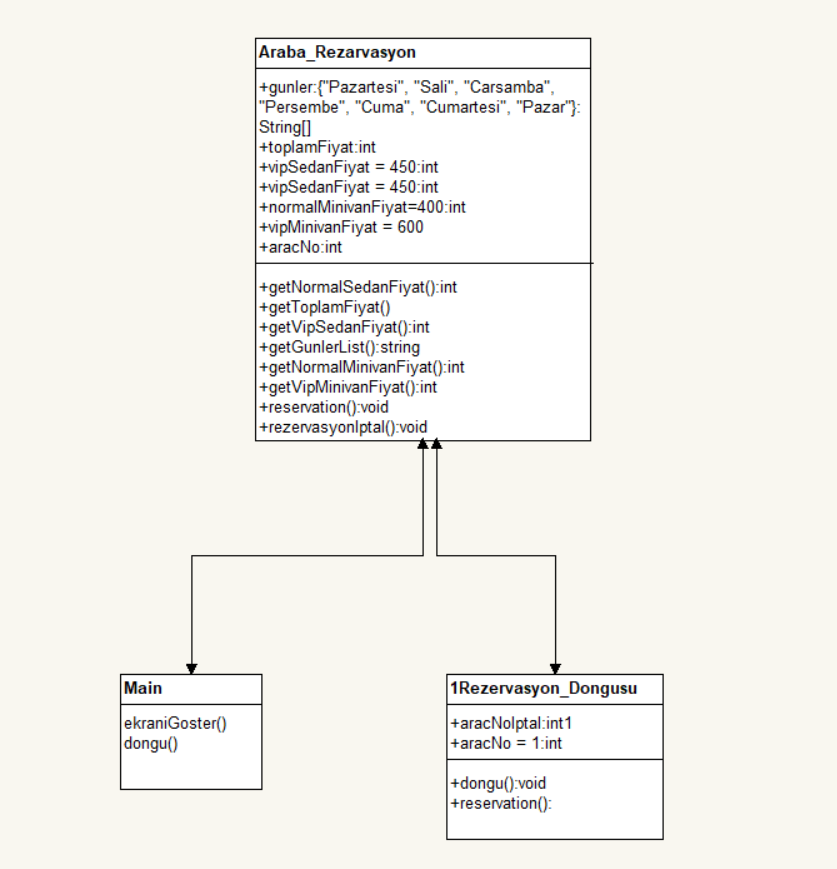 Araba_Rezarvasyon
+gunler:{"Pazartesi", "Sali", "Carsamba",
"Persembe", "Cuma", "Cumartesi", "Pazar"}:
String[]
+toplamFiyat:int
+vipSedanFiyat = 450:int
+vipSedanFiyat = 450:int
+normalMinivanFiyat=400:int
+vipMinivanFiyat = 600
+aracNo:int
+getNormalSedanFiyat():int
+getToplamFiyat()
+getVipSedanFiyat():int
+getGunlerList():string
+getNormalMinivanFiyat():int
+getVipMinivanFiyat():int
+reservation():void
+rezervasyonIptal():void
Main
ekraniGoster()
dongu()
1Rezervasyon_Dongusu
+aracNoIptal:int1
+aracNo = 1:int
+dongu():void
+reservation():